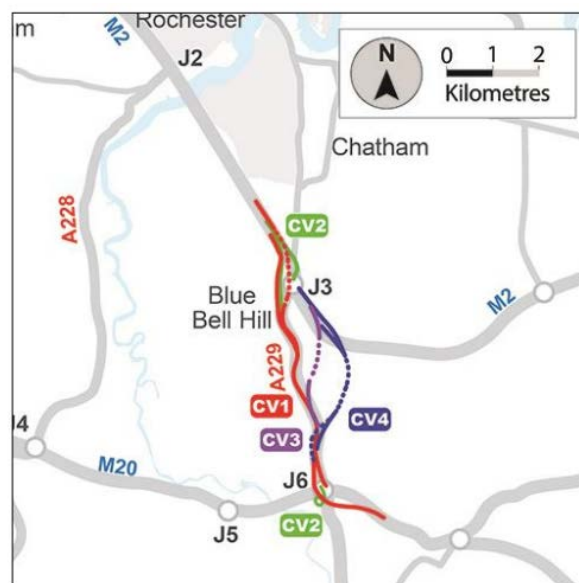 Rochester
m
M2
J2
N
0 1 2
Kilometres
Chatham
A228
CV2
J3
Blue
Bell Hill
M2
A229
CV1
CV4
CV3
J4
M20
J6
J5
CV2